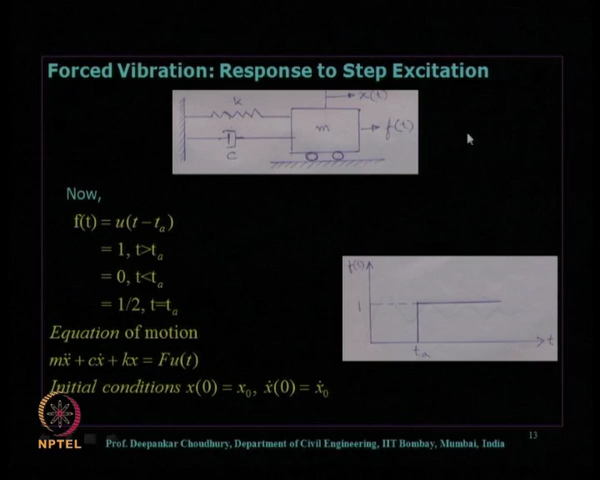 Forced Vibration: Response to Step Excitation
k
x(t)
m
f(t)
c
Now,
f(t) = u(t − tₐ)
= 1, t>tₐ
= 0, t<tₐ
= 1/2, t=tₐ
f(t)
1
tₐ
t
Equation of motion
mẍ + cẋ + kx = Fu(t)
Initial conditions x(0) = x₀, ẋ(0) = ẋ₀
NPTEL
Prof. Deepankar Choudhury, Department of Civil Engineering, IIT Bombay, Mumbai, India
13